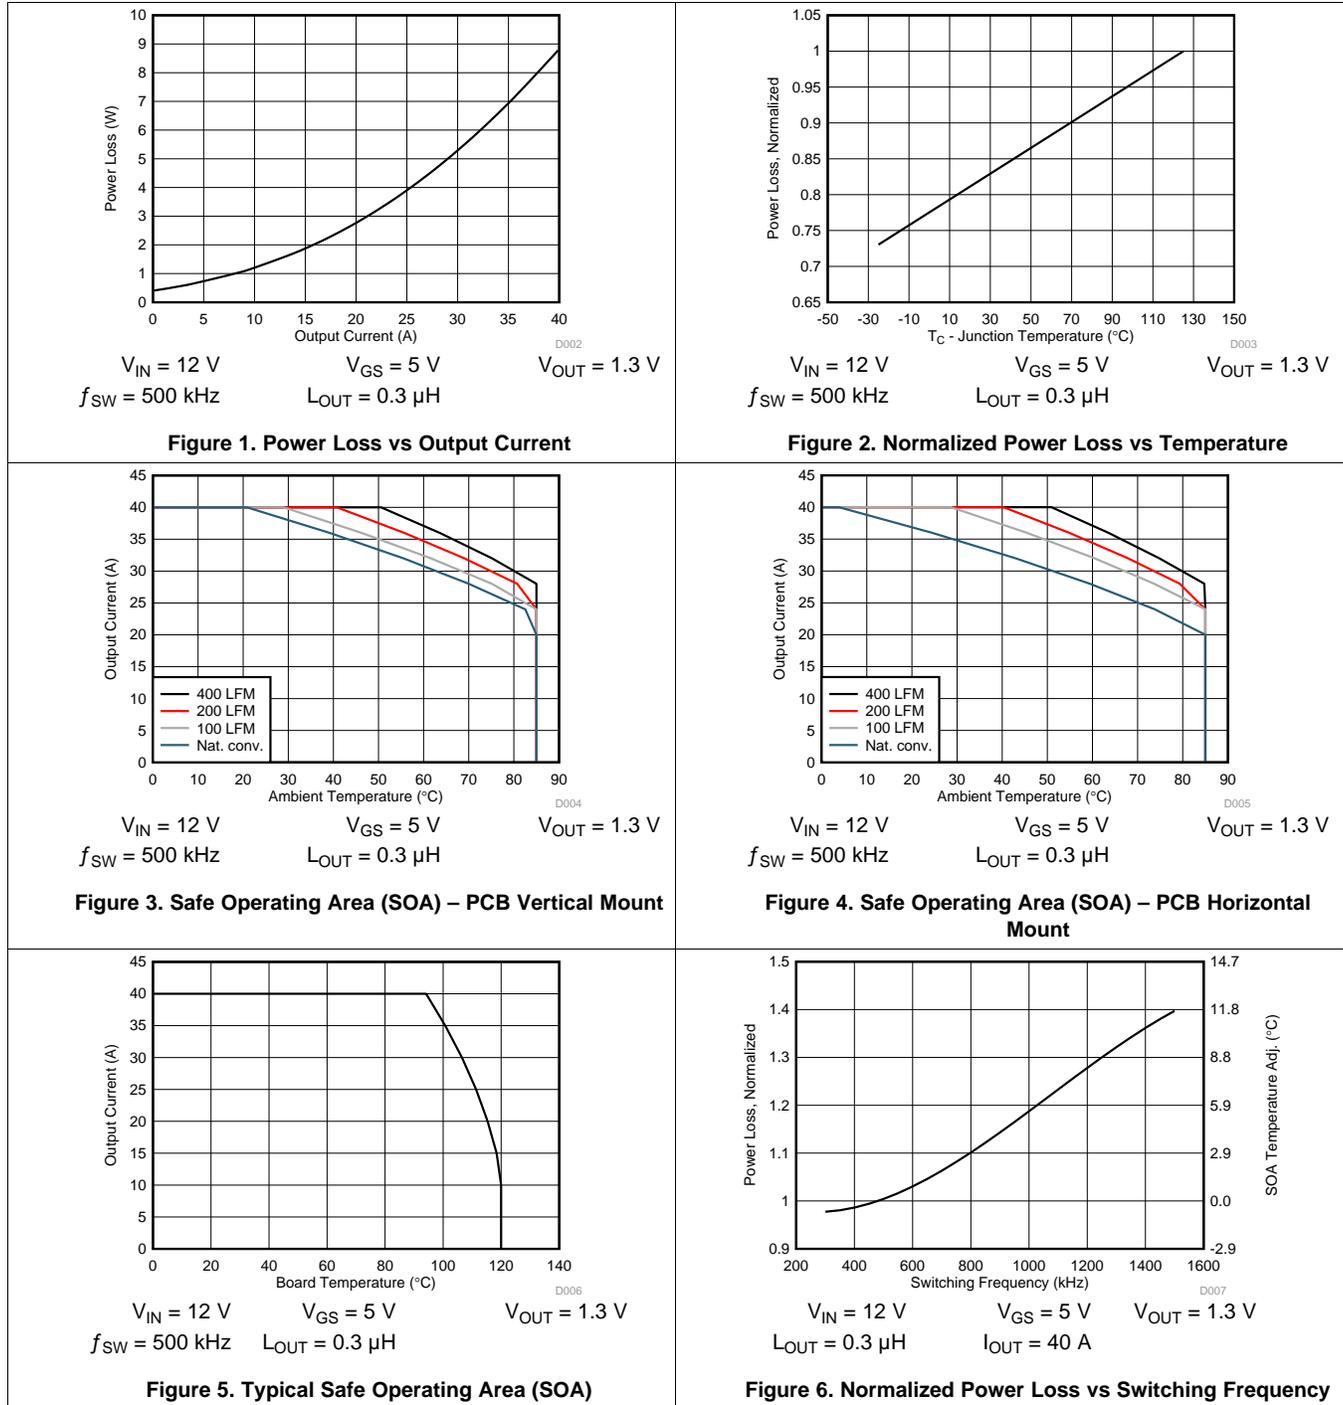 10
9
8
7
6
5
4
3
2
1
0
Power Loss (W)
0 5 10 15 20 25 30 35 40
Output Current (A)
D002
V_IN = 12 V V_GS = 5 V V_OUT = 1.3 V
ƒ_SW = 500 kHz L_OUT = 0.3 µH
Figure 1. Power Loss vs Output Current
1.05
1
0.95
0.9
0.85
0.8
0.75
0.7
0.65
Power Loss, Normalized
-50 -30 -10 10 30 50 70 90 110 130 150
T_C - Junction Temperature (°C)
D003
V_IN = 12 V V_GS = 5 V V_OUT = 1.3 V
ƒ_SW = 500 kHz L_OUT = 0.3 µH
Figure 2. Normalized Power Loss vs Temperature
45
40
35
30
25
20
15
10
5
0
Output Current (A)
400 LFM
200 LFM
100 LFM
Nat. conv.
0 10 20 30 40 50 60 70 80 90
Ambient Temperature (°C)
D004
V_IN = 12 V V_GS = 5 V V_OUT = 1.3 V
ƒ_SW = 500 kHz L_OUT = 0.3 µH
Figure 3. Safe Operating Area (SOA) – PCB Vertical Mount
45
40
35
30
25
20
15
10
5
0
Output Current (A)
400 LFM
200 LFM
100 LFM
Nat. conv.
0 10 20 30 40 50 60 70 80 90
Ambient Temperature (°C)
D005
V_IN = 12 V V_GS = 5 V V_OUT = 1.3 V
ƒ_SW = 500 kHz L_OUT = 0.3 µH
Figure 4. Safe Operating Area (SOA) – PCB Horizontal
Mount
45
40
35
30
25
20
15
10
5
0
Output Current (A)
0 20 40 60 80 100 120 140
Board Temperature (°C)
D006
V_IN = 12 V V_GS = 5 V V_OUT = 1.3 V
ƒ_SW = 500 kHz L_OUT = 0.3 µH
Figure 5. Typical Safe Operating Area (SOA)
1.5
1.4
1.3
1.2
1.1
1
0.9
Power Loss, Normalized
14.7
11.8
8.8
5.9
2.9
0.0
-2.9
SOA Temperature Adj. (°C)
200 400 600 800 1000 1200 1400 1600
Switching Frequency (kHz)
D007
V_IN = 12 V V_GS = 5 V V_OUT = 1.3 V
L_OUT = 0.3 µH I_OUT = 40 A
Figure 6. Normalized Power Loss vs Switching Frequency